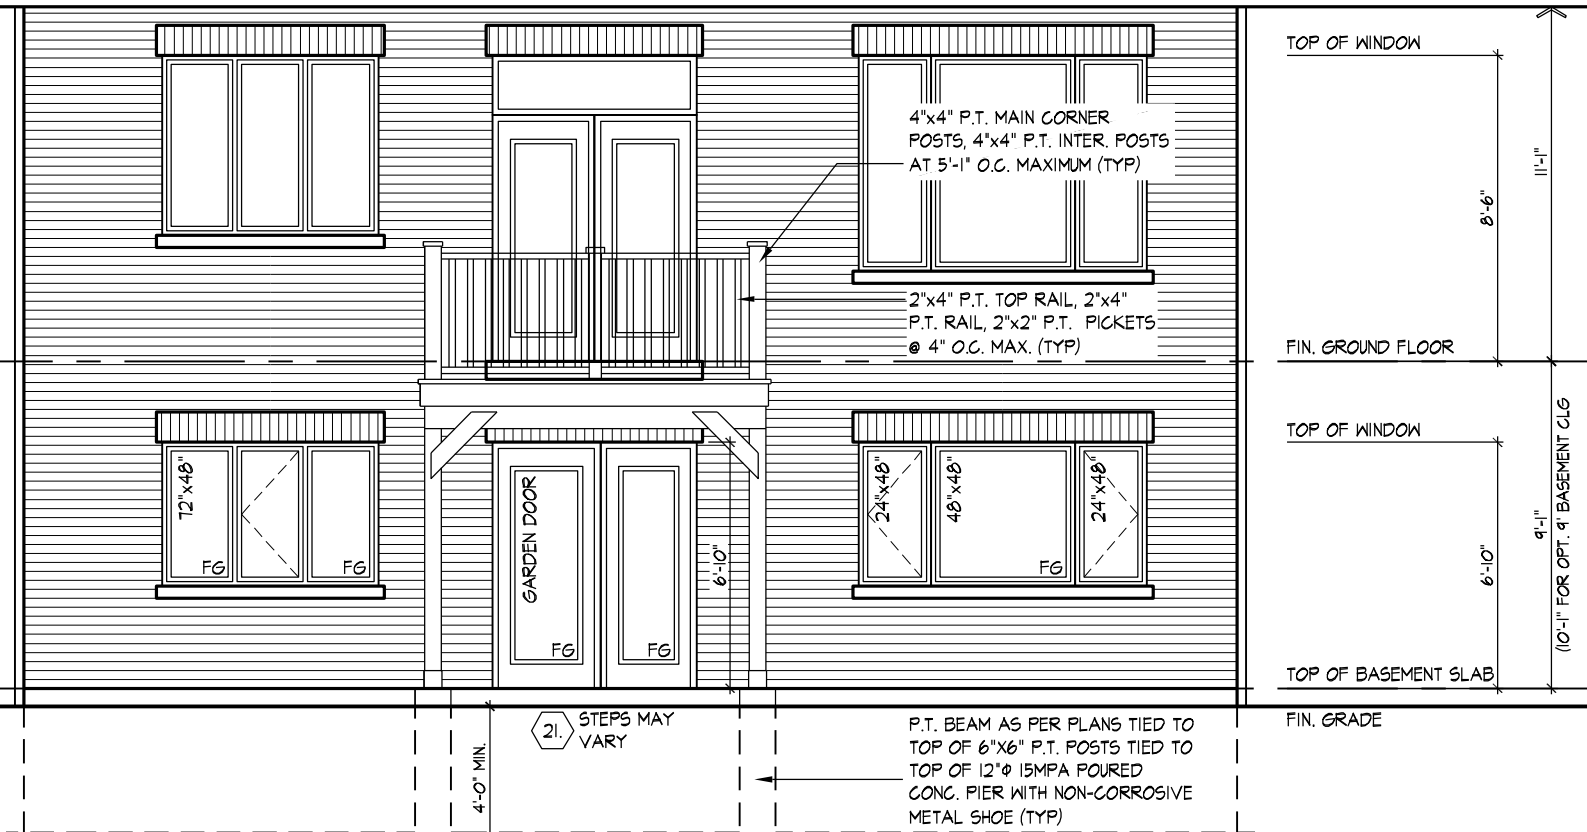 TOP OF WINDOW
4"x4" P.T. MAIN CORNER
POSTS, 4"x4" P.T. INTER. POSTS
AT 5'-1" O.C. MAXIMUM (TYP)
11'-1"
8'-6"
2"x4" P.T. TOP RAIL, 2"x4"
P.T. RAIL, 2"x2" P.T. PICKETS
@ 4" O.C. MAX. (TYP)
FIN. GROUND FLOOR
TOP OF WINDOW
72"x48"
FG
FG
GARDEN DOOR
FG
FG
6'-10"
24"x48"
48"x48"
FG
24"x48"
6'-10"
9'-1"
(10'-1" FOR OPT. 9' BASEMENT CLG
TOP OF BASEMENT SLAB
FIN. GRADE
4'-0" MIN.
21.
STEPS MAY
VARY
P.T. BEAM AS PER PLANS TIED TO
TOP OF 6"X6" P.T. POSTS TIED TO
TOP OF 12"Φ 15MPA POURED
CONC. PIER WITH NON-CORROSIVE
METAL SHOE (TYP)